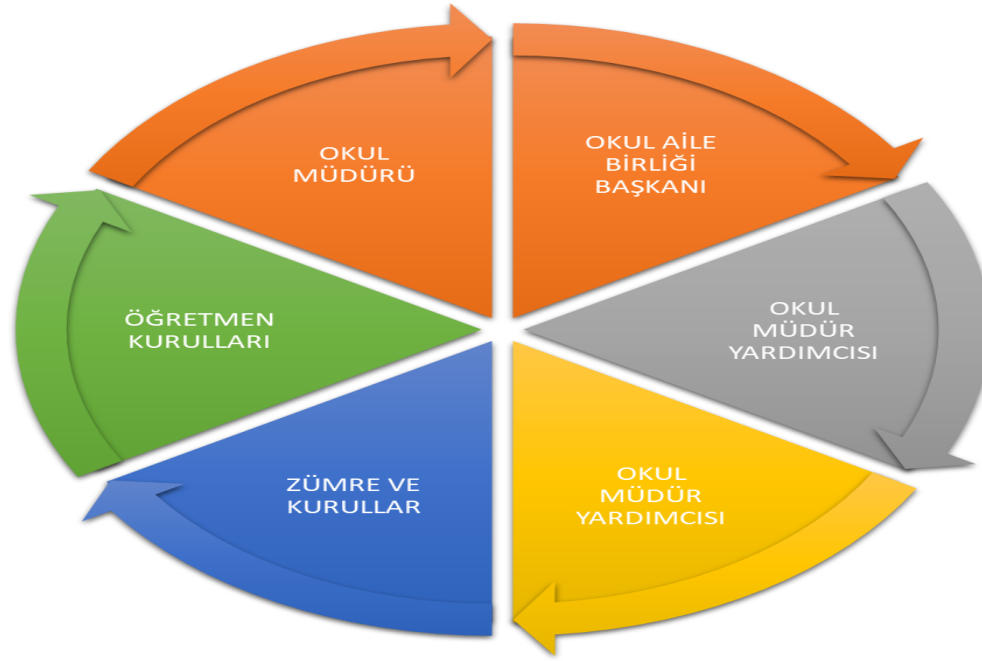 OKUL
MÜDÜRÜ
OKUL AİLE
BİRLİĞİ
BAŞKANI
OKUL
MÜDÜR
YARDIMCISI
OKUL
MÜDÜR
YARDIMCISI
ZÜMRE VE
KURULLAR
ÖĞRETMEN
KURULLARI